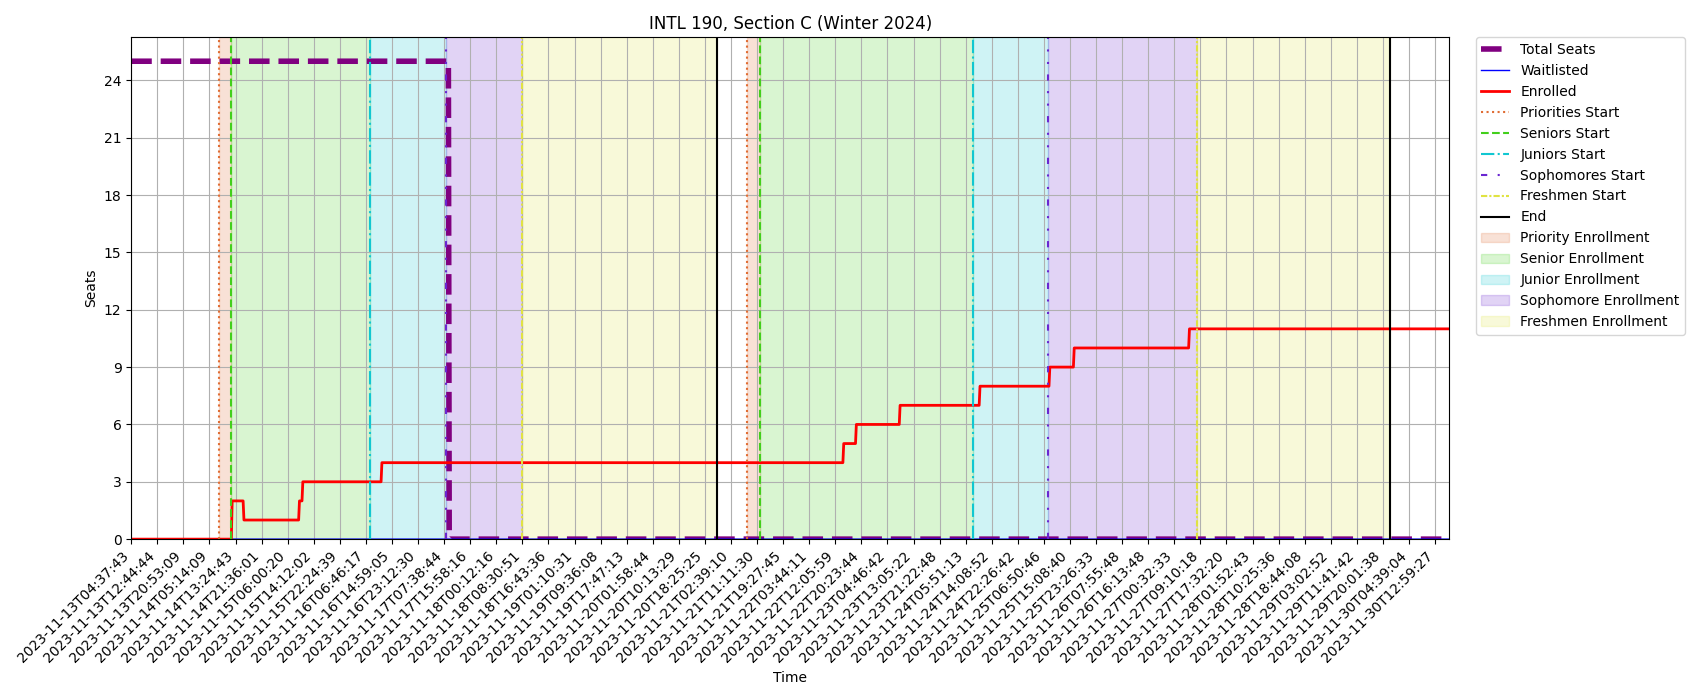 INTL 190, Section C (Winter 2024)
Seats
24
21
18
15
12
9
6
3
0
2023-11-13T04:37:43
2023-11-13T12:44:44
2023-11-13T20:53:09
2023-11-14T05:14:09
2023-11-14T13:24:43
2023-11-14T21:36:01
2023-11-15T06:00:20
2023-11-15T14:12:02
2023-11-15T22:24:39
2023-11-16T06:46:17
2023-11-16T14:59:05
2023-11-16T23:12:30
2023-11-17T07:38:44
2023-11-17T15:58:16
2023-11-18T00:12:16
2023-11-18T08:30:51
2023-11-18T16:43:36
2023-11-19T01:10:31
2023-11-19T09:36:08
2023-11-19T17:47:13
2023-11-20T01:58:44
2023-11-20T10:13:29
2023-11-20T18:25:25
2023-11-21T02:39:10
2023-11-21T11:11:30
2023-11-21T19:27:45
2023-11-22T03:44:11
2023-11-22T12:05:59
2023-11-22T20:23:44
2023-11-23T04:46:42
2023-11-23T13:05:22
2023-11-23T21:22:48
2023-11-24T05:51:13
2023-11-24T14:08:52
2023-11-24T22:26:42
2023-11-25T06:50:46
2023-11-25T15:08:40
2023-11-25T23:26:33
2023-11-26T07:55:48
2023-11-26T16:13:48
2023-11-27T00:32:33
2023-11-27T09:10:18
2023-11-27T17:32:20
2023-11-28T01:52:43
2023-11-28T10:25:36
2023-11-28T18:44:08
2023-11-29T03:02:52
2023-11-29T11:41:42
2023-11-29T20:01:38
2023-11-30T04:39:04
2023-11-30T12:59:27
Time
Total Seats
Waitlisted
Enrolled
Priorities Start
Seniors Start
Juniors Start
Sophomores Start
Freshmen Start
End
Priority Enrollment
Senior Enrollment
Junior Enrollment
Sophomore Enrollment
Freshmen Enrollment